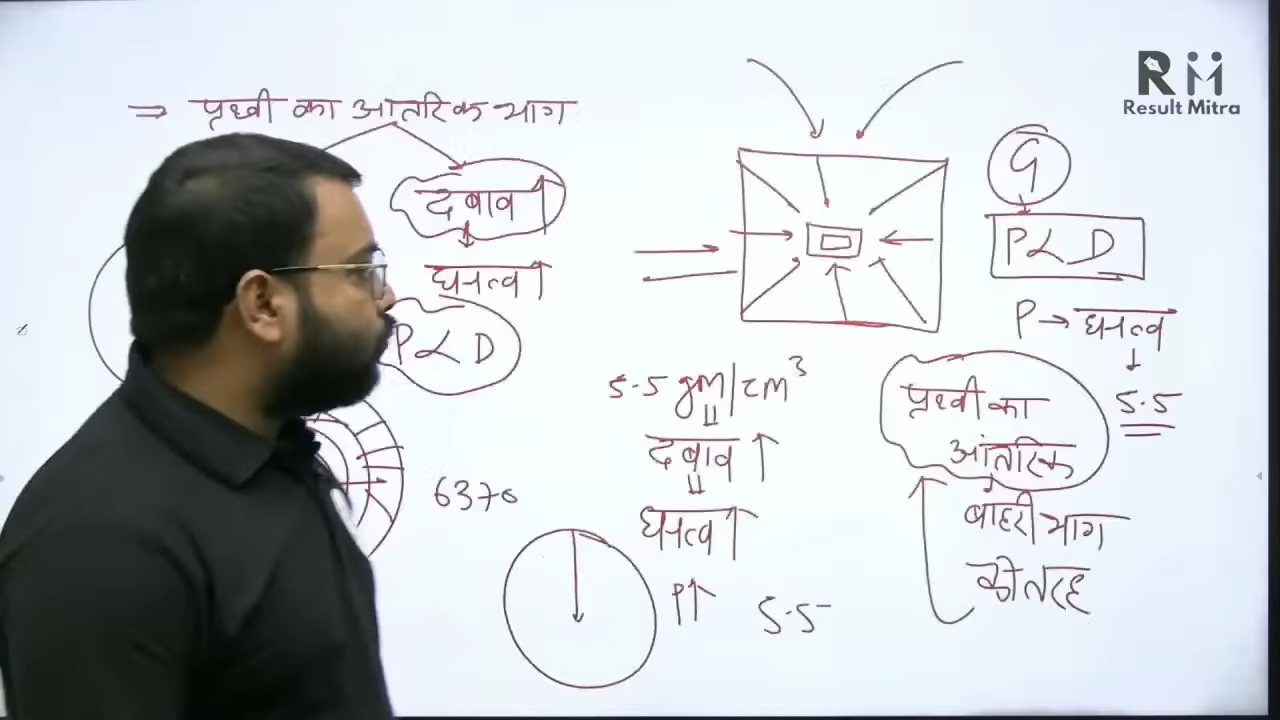 ⇒ पृथ्वी का आंतरिक भाग
दबाव ↑
घनत्व ↑
P ∝ D
6370
5.5 gm/cm³
दबाव ↑
घनत्व ↑
P↑ 5.5
G
P ∝ D
P → घनत्व
5.5
पृथ्वी का
आंतरिक
बाहरी भाग
की तरह
RM
Result Mitra